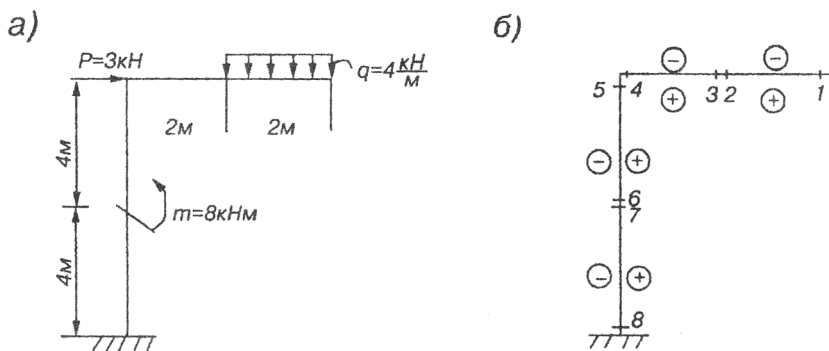 а)
P=3кН
q=4 кН/м
2м
2м
4м
m=8кНм
4м
б)
− −
5 4 3 2 1
+ +
− +
6
7
− +
8